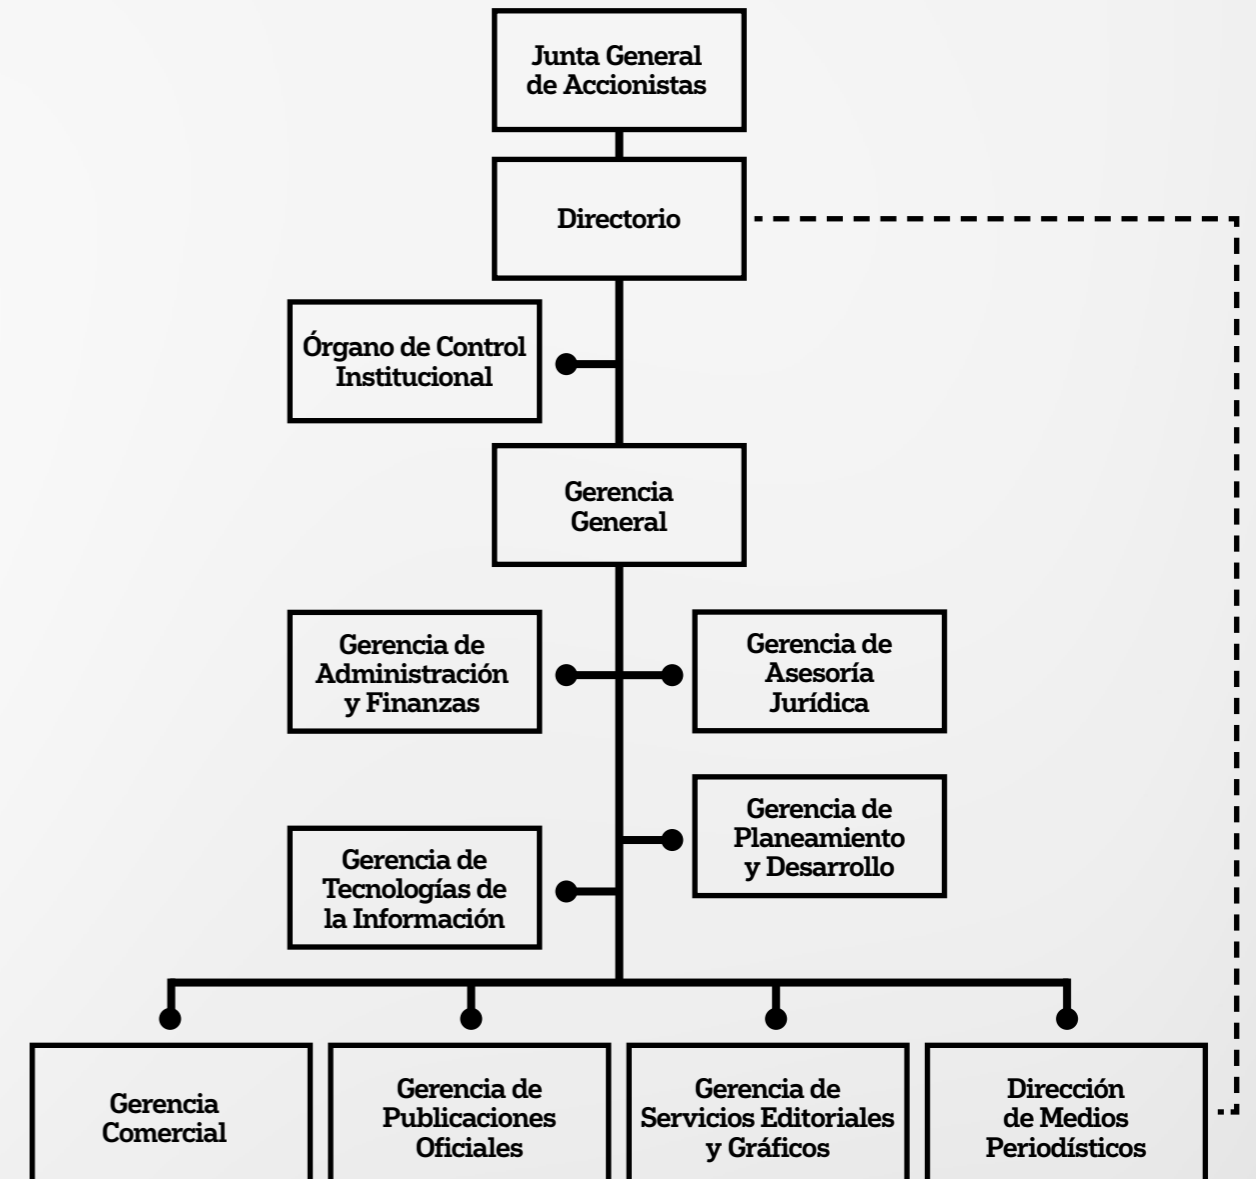 Junta General
de Accionistas
Directorio
Órgano de Control
Institucional
Gerencia
General
Gerencia de
Administración
y Finanzas
Gerencia de
Asesoría
Jurídica
Gerencia de
Planeamiento
y Desarrollo
Gerencia de
Tecnologías de
la Información
Gerencia
Comercial
Gerencia de
Publicaciones
Oficiales
Gerencia de
Servicios Editoriales
y Gráficos
Dirección
de Medios
Periodísticos